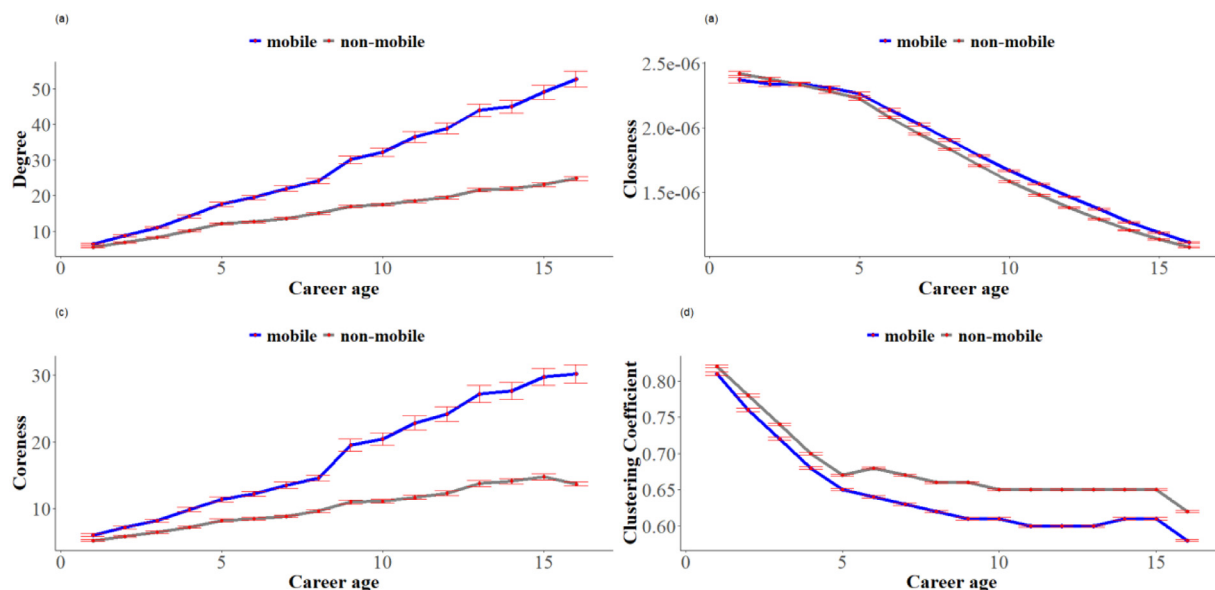 (a)
mobile non-mobile
Degree
50
40
30
20
10
0 5 10 15
Career age
(a)
mobile non-mobile
Closeness
2.5e-06
2.0e-06
1.5e-06
0 5 10 15
Career age
(c)
mobile non-mobile
Coreness
30
20
10
0 5 10 15
Career age
(d)
mobile non-mobile
Clustering Coefficient
0.80
0.75
0.70
0.65
0.60
0 5 10 15
Career age